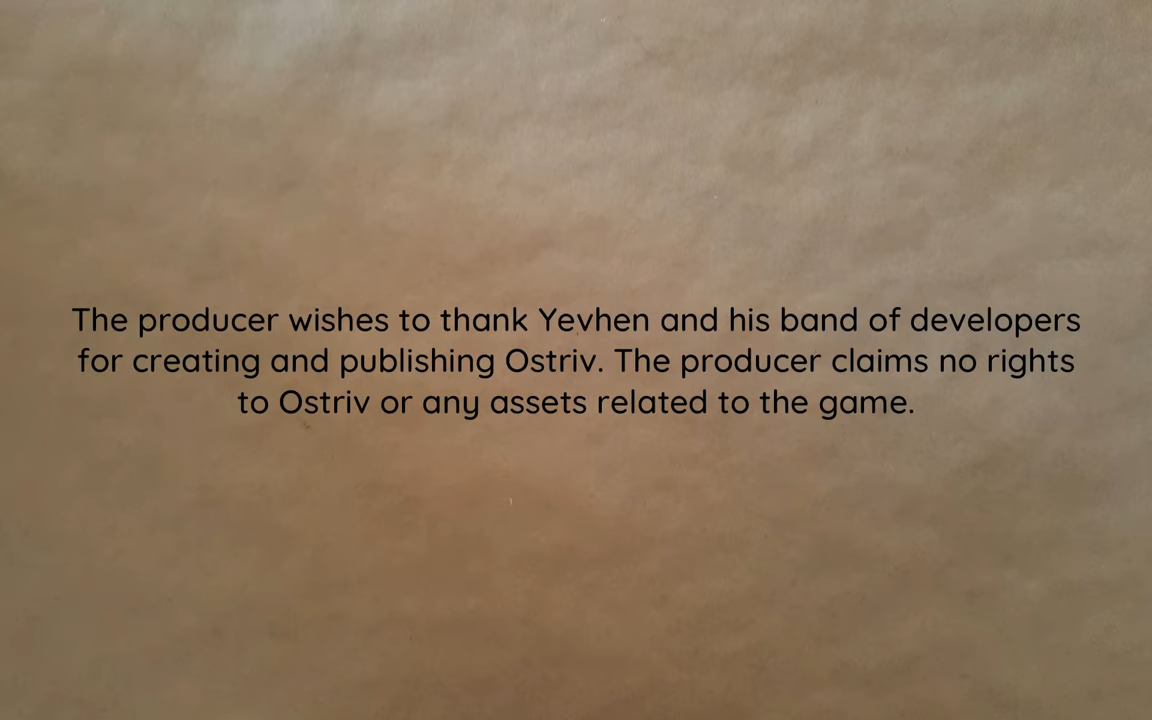 The producer wishes to thank Yevhen and his band of developers
for creating and publishing Ostriv. The producer claims no rights
to Ostriv or any assets related to the game.